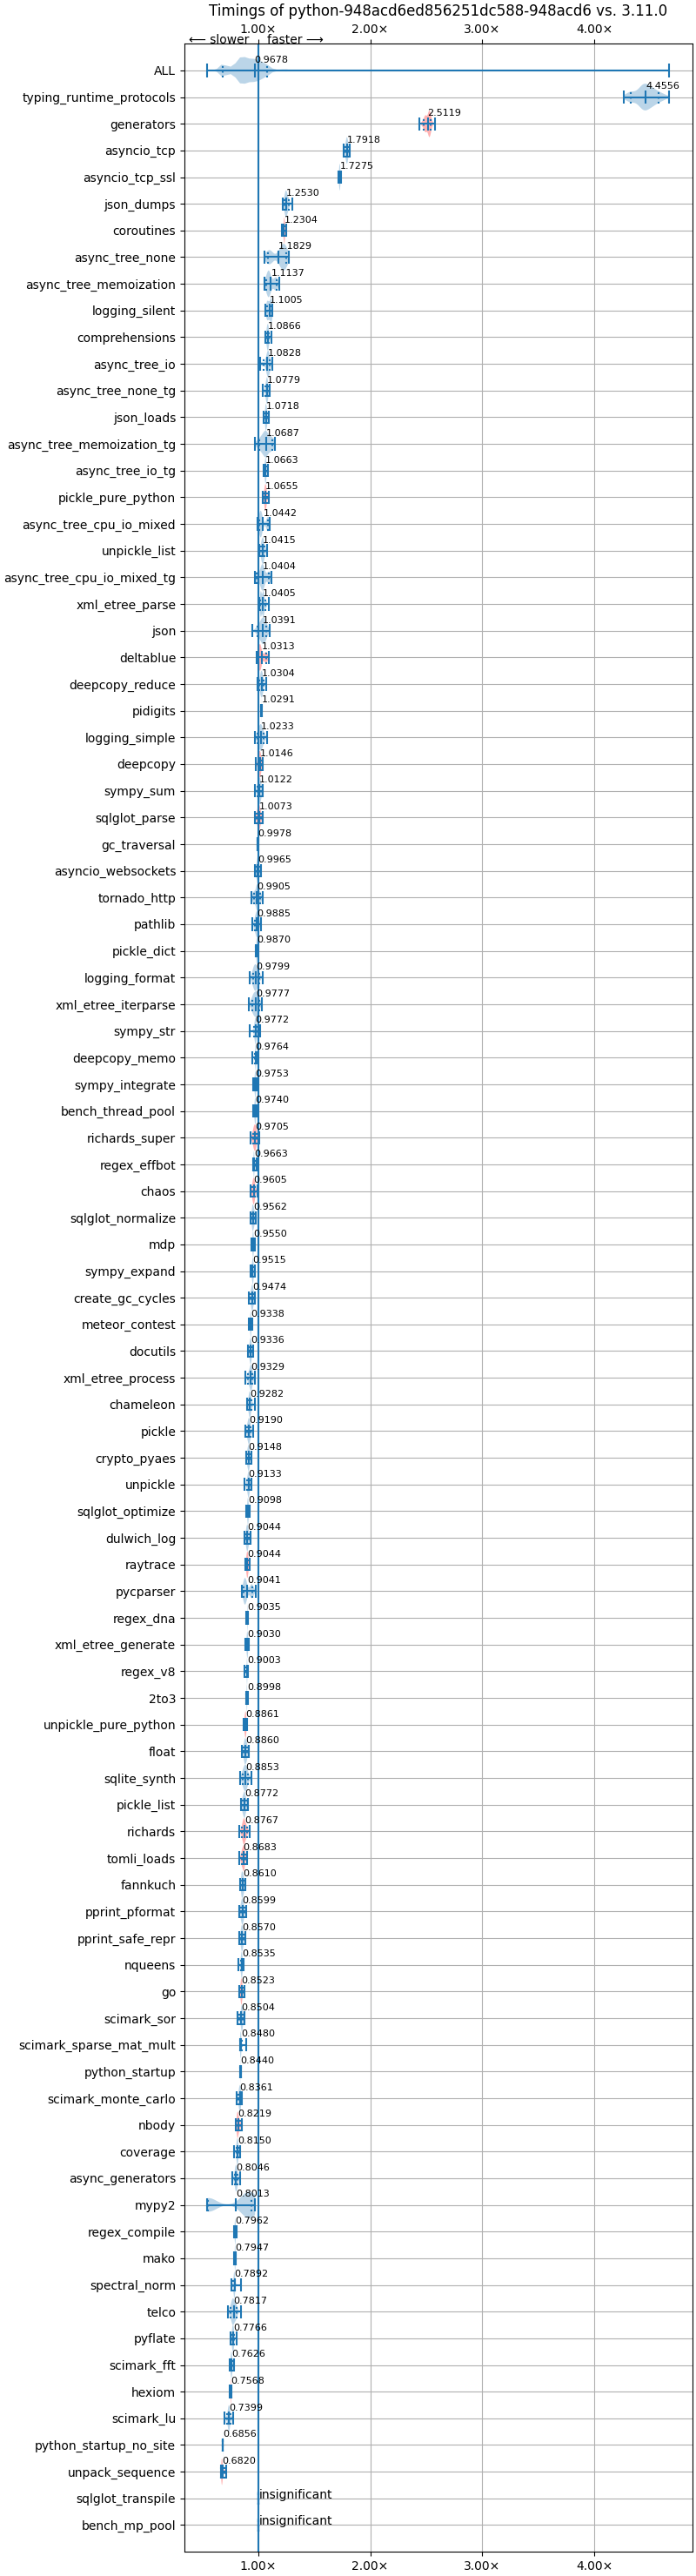 Timings of python-948acd6ed856251dc588-948acd6 vs. 3.11.0
1.00× 2.00× 3.00× 4.00×
⟵ slower faster ⟶
ALL 0.9678
typing_runtime_protocols 4.4556
generators 2.5119
asyncio_tcp 1.7918
asyncio_tcp_ssl 1.7275
json_dumps 1.2530
coroutines 1.2304
async_tree_none 1.1829
async_tree_memoization 1.1137
logging_silent 1.1005
comprehensions 1.0866
async_tree_io 1.0828
async_tree_none_tg 1.0779
json_loads 1.0718
async_tree_memoization_tg 1.0687
async_tree_io_tg 1.0663
pickle_pure_python 1.0655
async_tree_cpu_io_mixed 1.0442
unpickle_list 1.0415
async_tree_cpu_io_mixed_tg 1.0404
xml_etree_parse 1.0405
json 1.0391
deltablue 1.0313
deepcopy_reduce 1.0304
pidigits 1.0291
logging_simple 1.0233
deepcopy 1.0146
sympy_sum 1.0122
sqlglot_parse 1.0073
gc_traversal 0.9978
asyncio_websockets 0.9965
tornado_http 0.9905
pathlib 0.9885
pickle_dict 0.9870
logging_format 0.9799
xml_etree_iterparse 0.9777
sympy_str 0.9772
deepcopy_memo 0.9764
sympy_integrate 0.9753
bench_thread_pool 0.9740
richards_super 0.9705
regex_effbot 0.9663
chaos 0.9605
sqlglot_normalize 0.9562
mdp 0.9550
sympy_expand 0.9515
create_gc_cycles 0.9474
meteor_contest 0.9338
docutils 0.9336
xml_etree_process 0.9329
chameleon 0.9282
pickle 0.9190
crypto_pyaes 0.9148
unpickle 0.9133
sqlglot_optimize 0.9098
dulwich_log 0.9044
raytrace 0.9044
pycparser 0.9041
regex_dna 0.9035
xml_etree_generate 0.9030
regex_v8 0.9003
2to3 0.8998
unpickle_pure_python 0.8861
float 0.8860
sqlite_synth 0.8853
pickle_list 0.8772
richards 0.8767
tomli_loads 0.8683
fannkuch 0.8610
pprint_pformat 0.8599
pprint_safe_repr 0.8570
nqueens 0.8535
go 0.8523
scimark_sor 0.8504
scimark_sparse_mat_mult 0.8480
python_startup 0.8440
scimark_monte_carlo 0.8361
nbody 0.8219
coverage 0.8150
async_generators 0.8046
mypy2 0.8013
regex_compile 0.7962
mako 0.7947
spectral_norm 0.7892
telco 0.7817
pyflate 0.7766
scimark_fft 0.7626
hexiom 0.7568
scimark_lu 0.7399
python_startup_no_site 0.6856
unpack_sequence 0.6820
sqlglot_transpile insignificant
bench_mp_pool insignificant
1.00× 2.00× 3.00× 4.00×